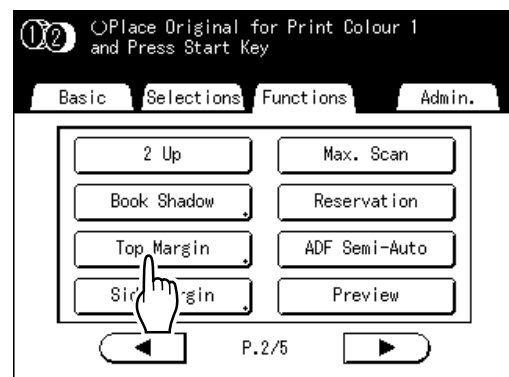 ①② Place Original for Print Colour 1
and Press Start Key
Basic Selections Functions Admin.
2 Up Max. Scan
Book Shadow Reservation
Top Margin ADF Semi-Auto
Preview
P.2/5